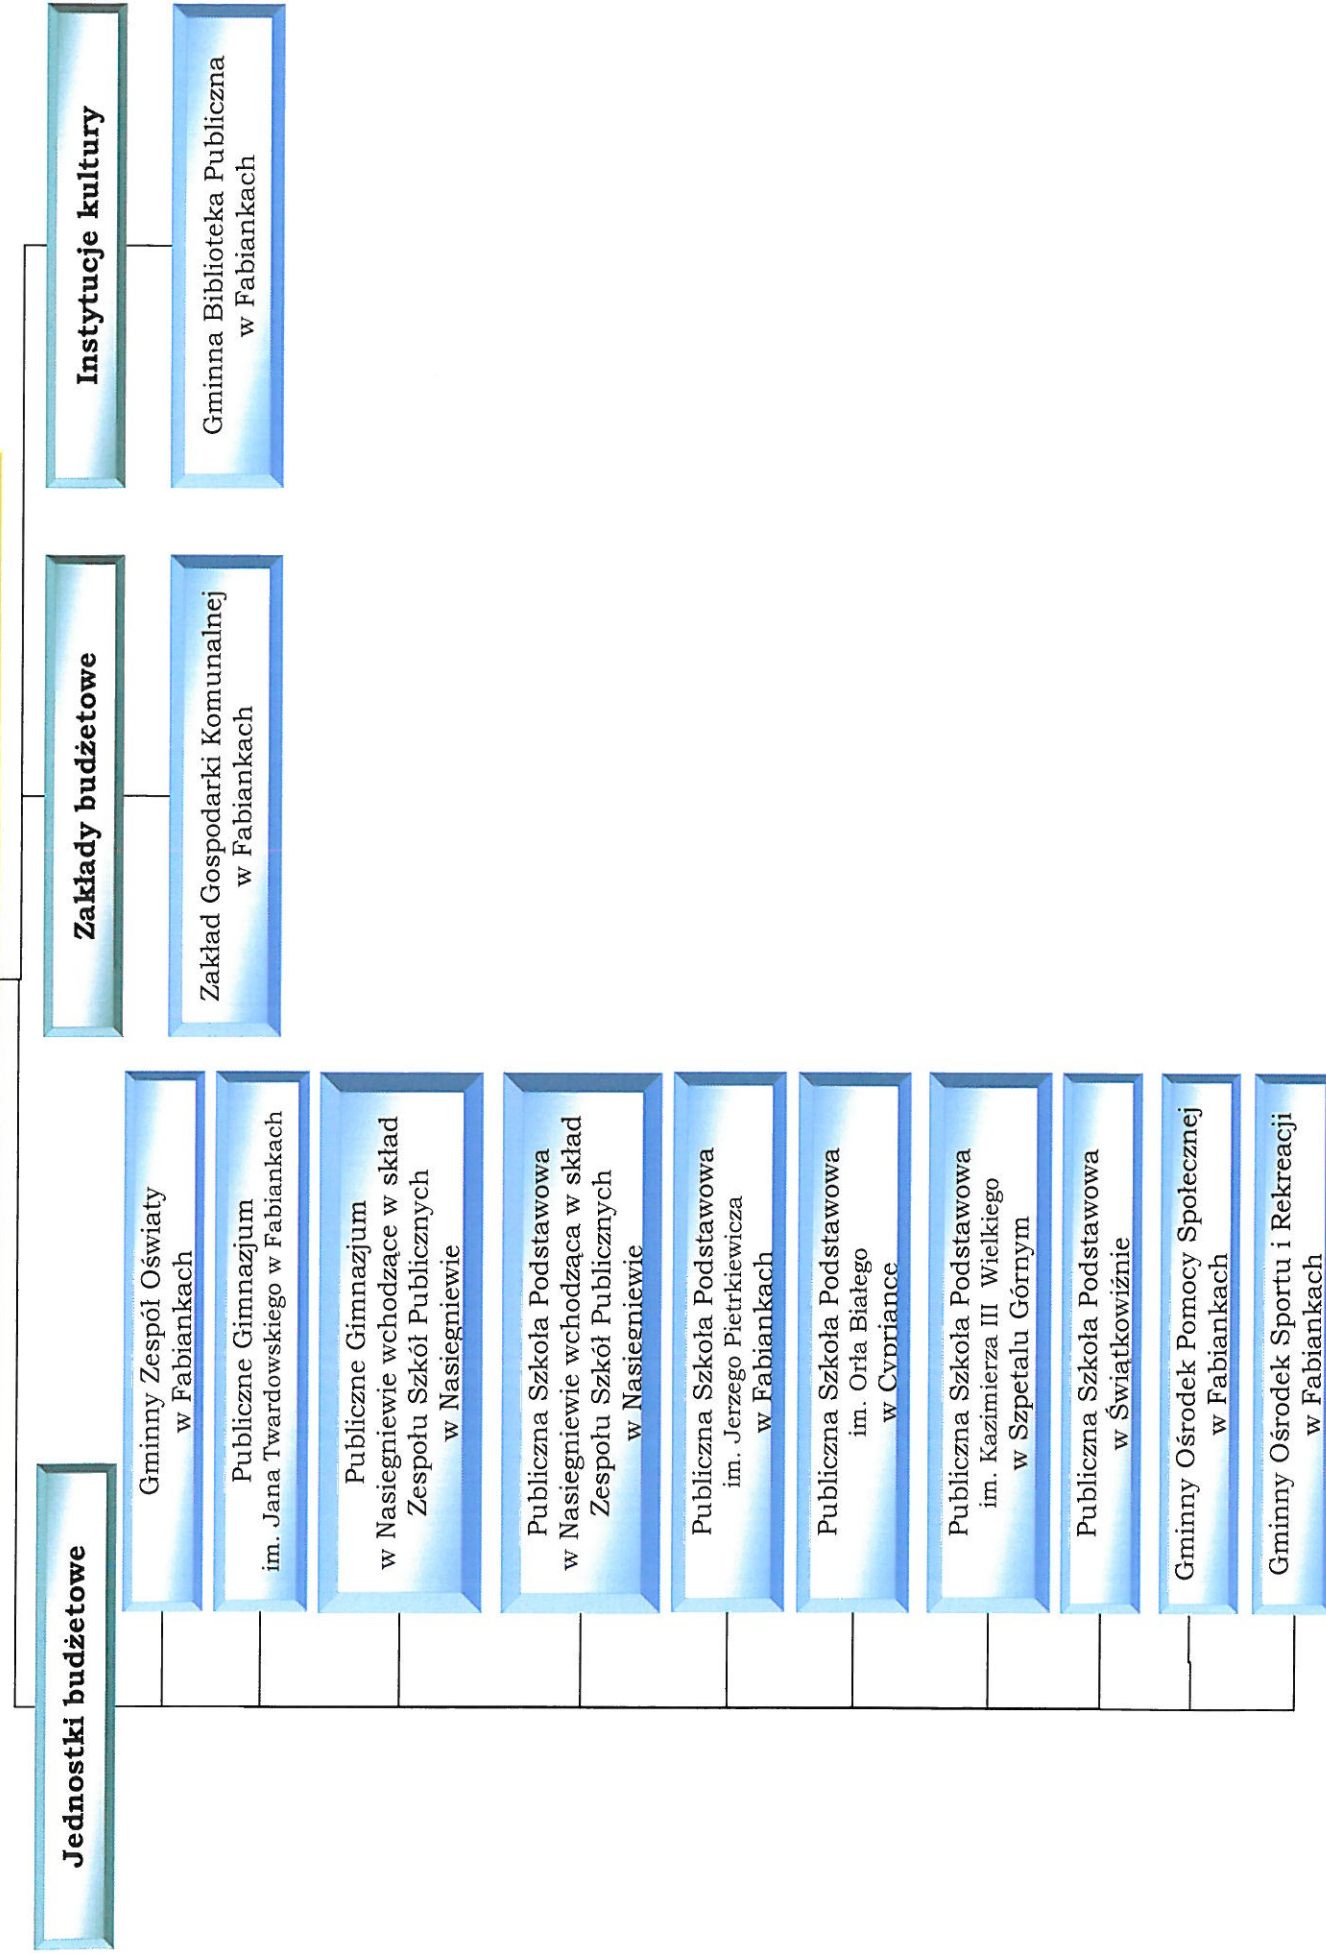 Jednostki budżetowe
Gminny Zespół Oświaty
w Fabiankach
Publiczne Gimnazjum
im. Jana Twardowskiego w Fabiankach
Publiczne Gimnazjum
w Nasiegniewie wchodzące w skład
Zespołu Szkół Publicznych
w Nasiegniewie
Publiczna Szkoła Podstawowa
w Nasiegniewie wchodząca w skład
Zespołu Szkół Publicznych
w Nasiegniewie
Publiczna Szkoła Podstawowa
im. Jerzego Pietrkiewicza
w Fabiankach
Publiczna Szkoła Podstawowa
im. Orła Białego
w Cypriance
Publiczna Szkoła Podstawowa
im. Kazimierza III Wielkiego
w Szpetalu Górnym
Publiczna Szkoła Podstawowa
w Świątkowiźnie
Gminny Ośrodek Pomocy Społecznej
w Fabiankach
Gminny Ośrodek Sportu i Rekreacji
w Fabiankach
Zakłady budżetowe
Zakład Gospodarki Komunalnej
w Fabiankach
Instytucje kultury
Gminna Biblioteka Publiczna
w Fabiankach